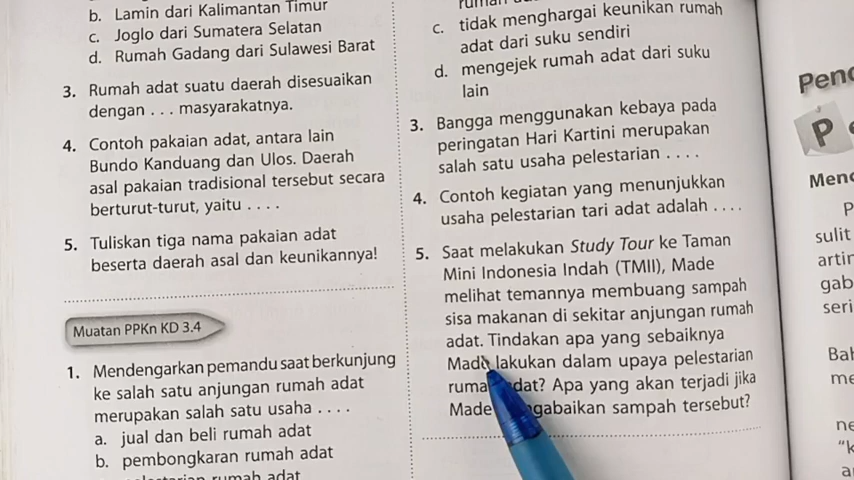 b. Lamin dari Kalimantan Timur
c. Joglo dari Sumatera Selatan
d. Rumah Gadang dari Sulawesi Barat
3. Rumah adat suatu daerah disesuaikan
dengan . . . masyarakatnya.
4. Contoh pakaian adat, antara lain
Bundo Kanduang dan Ulos. Daerah
asal pakaian tradisional tersebut secara
berturut-turut, yaitu . . . .
5. Tuliskan tiga nama pakaian adat
beserta daerah asal dan keunikannya!
Muatan PPKn KD 3.4
1. Mendengarkan pemandu saat berkunjung
ke salah satu anjungan rumah adat
merupakan salah satu usaha . . . .
a. jual dan beli rumah adat
b. pembongkaran rumah adat
rumah adat
c. tidak menghargai keunikan rumah
adat dari suku sendiri
d. mengejek rumah adat dari suku
lain
3. Bangga menggunakan kebaya pada
peringatan Hari Kartini merupakan
salah satu usaha pelestarian . . . .
4. Contoh kegiatan yang menunjukkan
usaha pelestarian tari adat adalah . . . .
5. Saat melakukan Study Tour ke Taman
Mini Indonesia Indah (TMII), Made
melihat temannya membuang sampah
sisa makanan di sekitar anjungan rumah
adat. Tindakan apa yang sebaiknya
Made lakukan dalam upaya pelestarian
rumah adat? Apa yang akan terjadi jika
Made mengabaikan sampah tersebut?
P
sulit